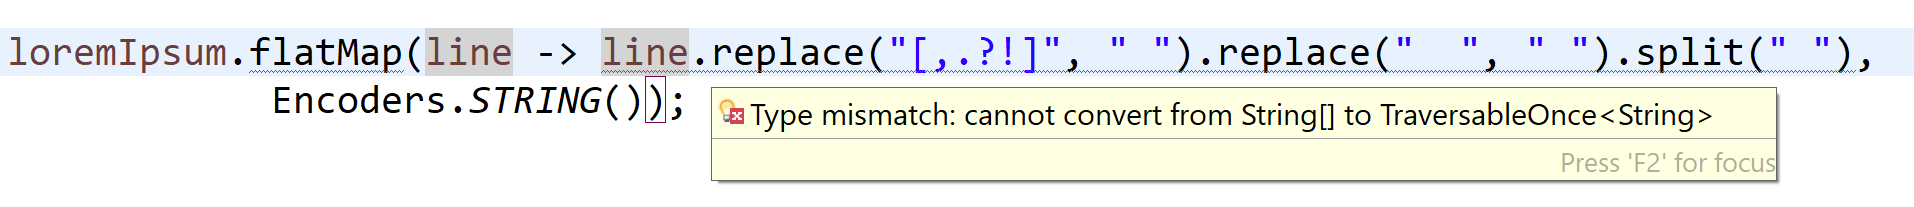 loremIpsum.flatMap(line -> line.replace("[,.?!]", " ").replace("  ", " ").split(" "),
Encoders.STRING());
Type mismatch: cannot convert from String[] to TraversableOnce<String>
Press 'F2' for focus